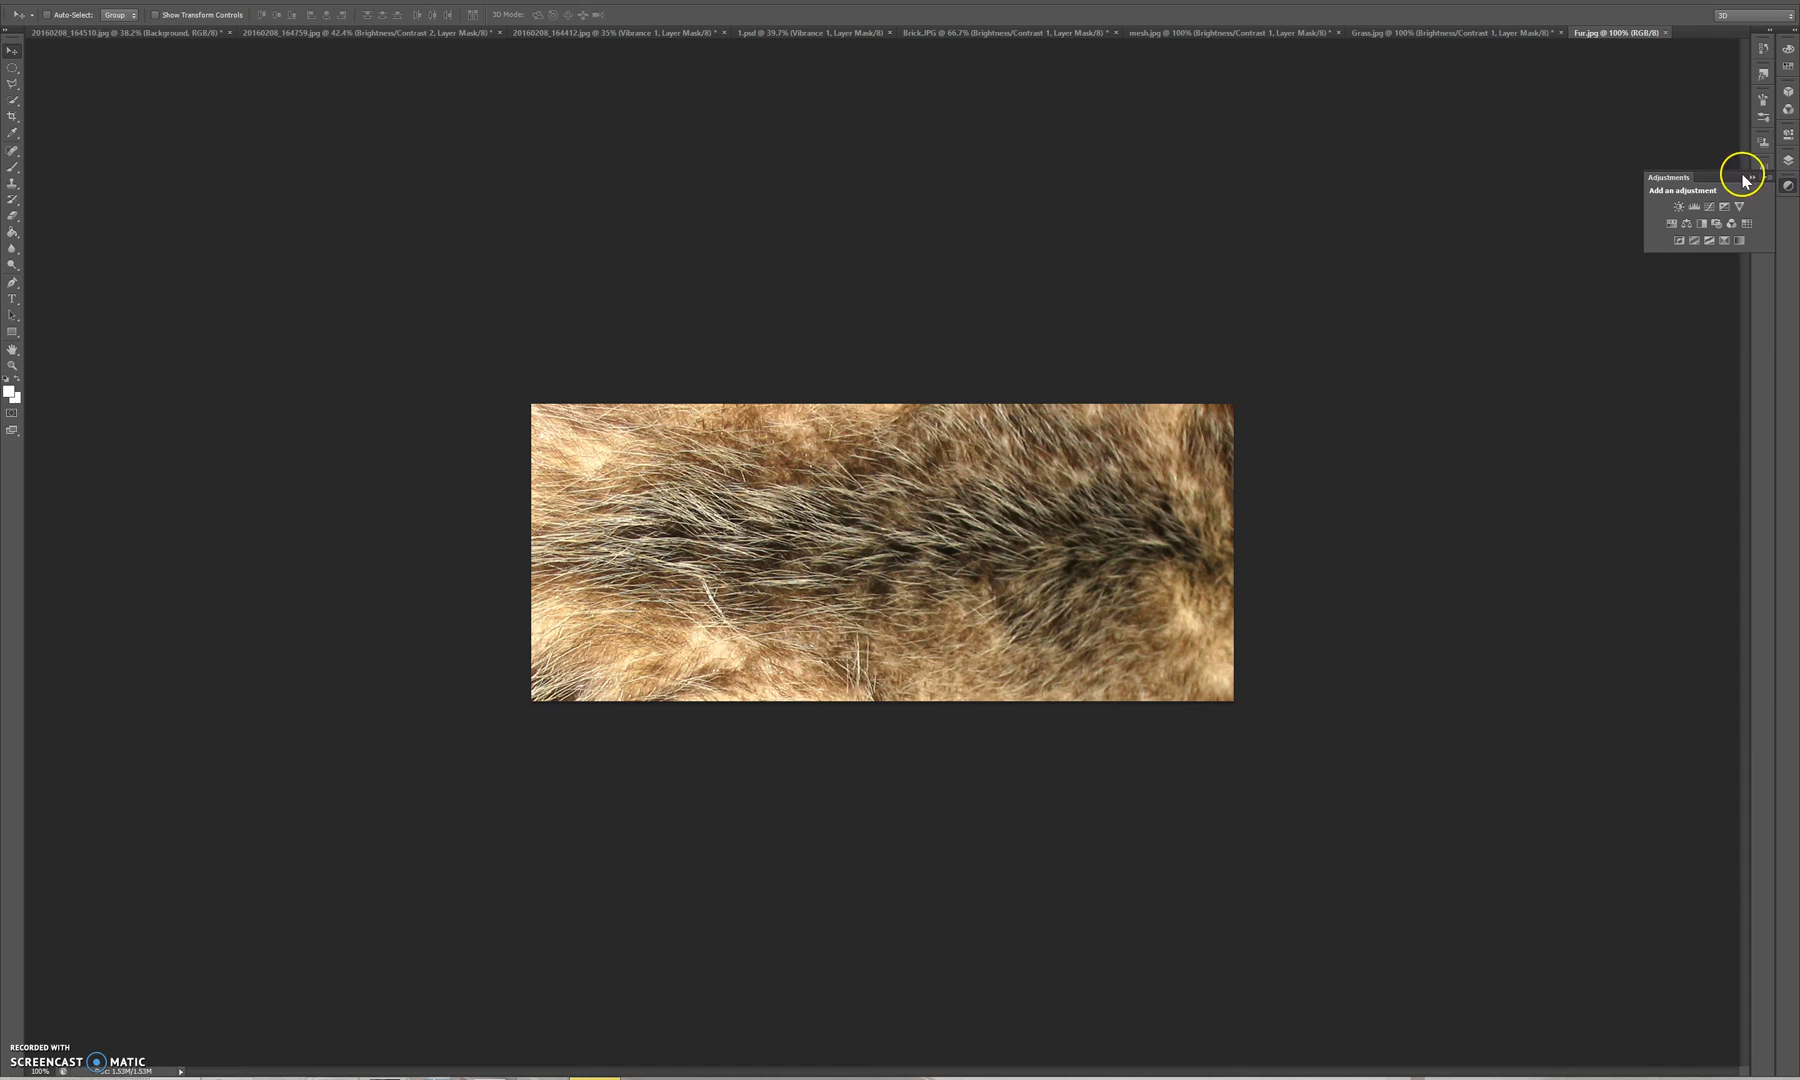 Auto-Select: Group Show Transform Controls 3D Mode: 3D
20160208_164510.jpg @ 38.2% (Background, RGB/8) * × 20160208_164759.jpg @ 42.4% (Brightness/Contrast 2, Layer Mask/8) * × 20160208_164412.jpg @ 35% (Vibrance 1, Layer Mask/8) * × 1.psd @ 39.7% (Vibrance 1, Layer Mask/8) × Brick.JPG @ 66.7% (Brightness/Contrast 1, Layer Mask/8) * × mesh.jpg @ 100% (Brightness/Contrast 1, Layer Mask/8) * × Grass.jpg @ 100% (Brightness/Contrast 1, Layer Mask/8) * × Fur.jpg @ 100% (RGB/8) ×
Adjustments
Add an adjustment
RECORDED WITH
SCREENCAST MATIC
100% 1.53M/1.53M